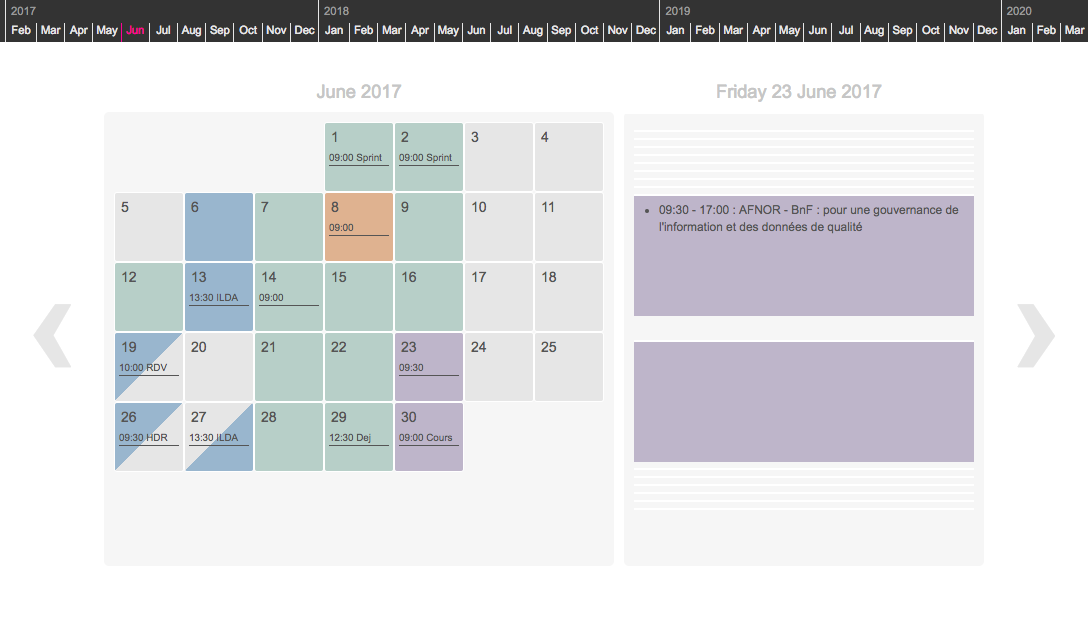 2017 2018 2019 2020
Feb Mar Apr May Jun Jul Aug Sep Oct Nov Dec Jan Feb Mar Apr May Jun Jul Aug Sep Oct Nov Dec Jan Feb Mar Apr May Jun Jul Aug Sep Oct Nov Dec Jan Feb Mar
June 2017
1 2 3 4
09:00 Sprint 09:00 Sprint
5 6 7 8 9 10 11
09:00
12 13 14 15 16 17 18
13:30 ILDA 09:00
19 20 21 22 23 24 25
10:00 RDV 09:30
26 27 28 29 30
09:30 HDR 13:30 ILDA 12:30 Dej 09:00 Cours
Friday 23 June 2017
• 09:30 - 17:00 : AFNOR - BnF : pour une gouvernance de
l'information et des données de qualité